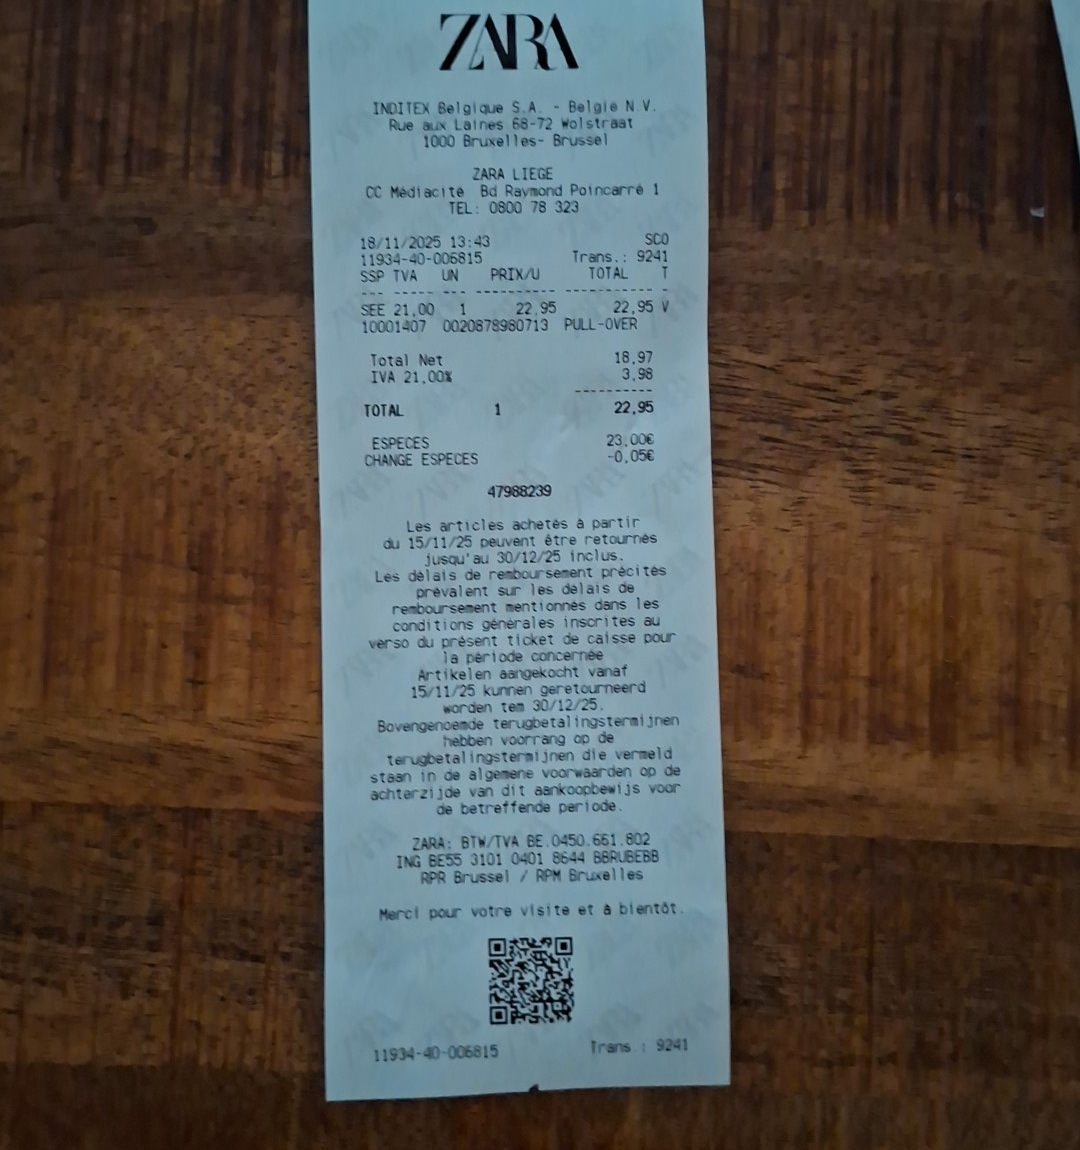 ZARA
INDITEX Belgique S.A. - Belgie N.V.
Rue aux Laines 68-72 Wolstraat
1000 Bruxelles- Brussel
ZARA LIEGE
CC Médiacité Bd Raymond Poincarré 1
TEL: 0800 78 323
18/11/2025 13:43 SCO
11934-40-006815 Trans.: 9241
SSP TVA UN PRIX/U TOTAL T
--- ----- --- ---------- ------------- -
SEE 21,00 1 22,95 22,95 V
10001407 0020878980713 PULL-OVER
Total Net 18,97
IVA 21,00% 3,98
----------
TOTAL 1 22,95
ESPECES 23,00€
CHANGE ESPECES -0,05€
47988239
Les articles achetés à partir
du 15/11/25 peuvent être retournés
jusqu'au 30/12/25 inclus.
Les délais de remboursement précités
prévalent sur les délais de
remboursement mentionnés dans les
conditions générales inscrites au
verso du présent ticket de caisse pour
la période concernée
Artikelen aangekocht vanaf
15/11/25 kunnen geretourneerd
worden tem 30/12/25.
Bovengenoemde terugbetalingstermijnen
hebben voorrang op de
terugbetalingstermijnen die vermeld
staan in de algemene voorwaarden op de
achterzijde van dit aankoopbewijs voor
de betreffende periode.
ZARA: BTW/TVA BE.0450.661.802
ING BE55 3101 0401 8644 BBRUBEBB
RPR Brussel / RPM Bruxelles
Merci pour votre visite et à bientôt.
11934-40-006815 Trans : 9241